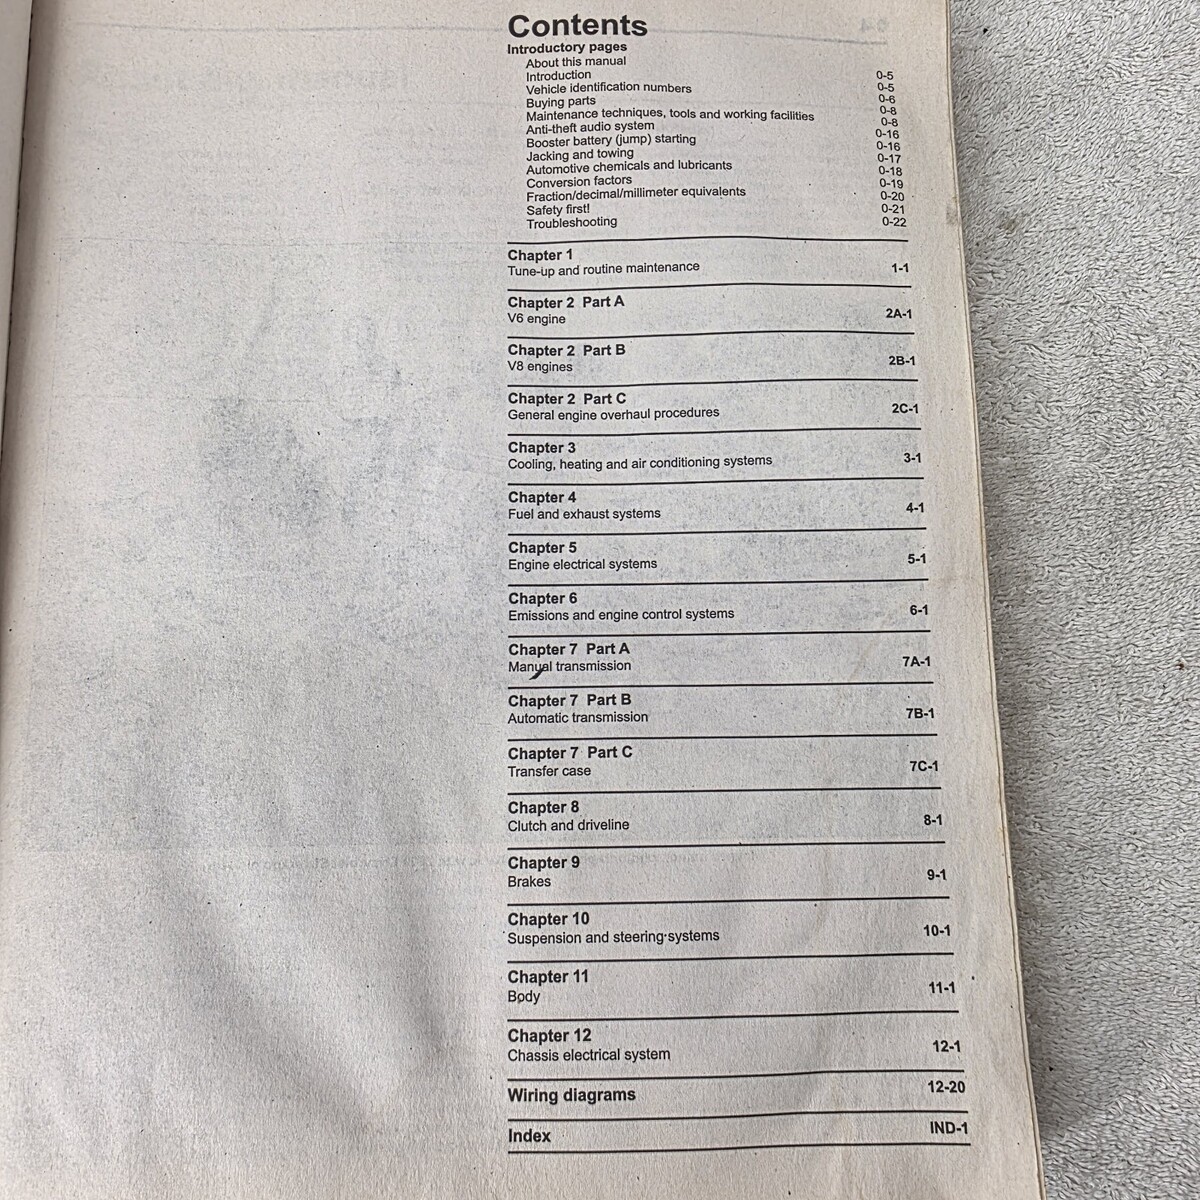 Contents
Introductory pages
About this manual 0-5
Introduction 0-5
Vehicle identification numbers 0-6
Buying parts 0-8
Maintenance techniques, tools and working facilities 0-8
Anti-theft audio system 0-16
Booster battery (jump) starting 0-16
Jacking and towing 0-17
Automotive chemicals and lubricants 0-18
Conversion factors 0-19
Fraction/decimal/millimeter equivalents 0-20
Safety first! 0-21
Troubleshooting 0-22
Chapter 1
Tune-up and routine maintenance 1-1
Chapter 2 Part A
V6 engine 2A-1
Chapter 2 Part B
V8 engines 2B-1
Chapter 2 Part C
General engine overhaul procedures 2C-1
Chapter 3
Cooling, heating and air conditioning systems 3-1
Chapter 4
Fuel and exhaust systems 4-1
Chapter 5
Engine electrical systems 5-1
Chapter 6
Emissions and engine control systems 6-1
Chapter 7 Part A
Manual transmission 7A-1
Chapter 7 Part B
Automatic transmission 7B-1
Chapter 7 Part C
Transfer case 7C-1
Chapter 8
Clutch and driveline 8-1
Chapter 9
Brakes 9-1
Chapter 10
Suspension and steering systems 10-1
Chapter 11
Body 11-1
Chapter 12
Chassis electrical system 12-1
Wiring diagrams 12-20
Index IND-1